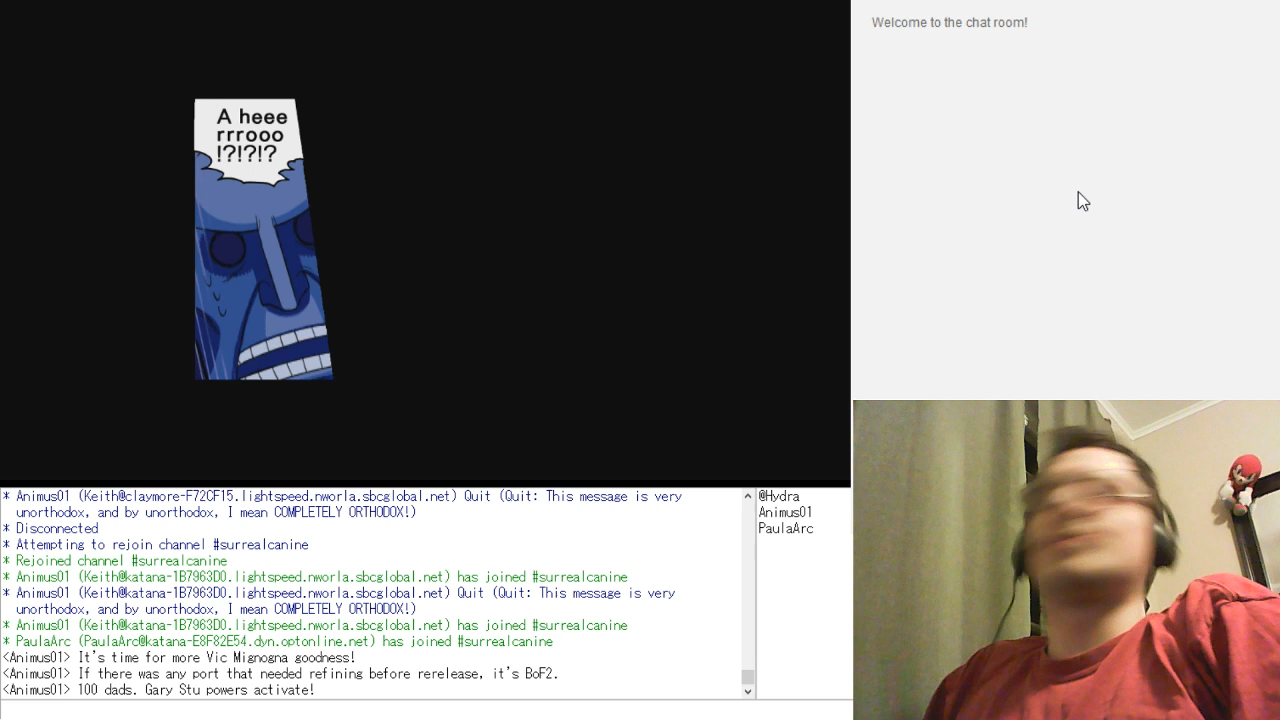 Welcome to the chat room!
A heee
rrrooo
!?!?!?
* Animus01 (Keith@claymore-F72CF15.lightspeed.nworla.sbcglobal.net) Quit (Quit: This message is very
unorthodox, and by unorthodox, I mean COMPLETELY ORTHODOX!)
* Disconnected
* Attempting to rejoin channel #surrealcanine
* Rejoined channel #surrealcanine
* Animus01 (Keith@katana-1B7963D0.lightspeed.nworla.sbcglobal.net) has joined #surrealcanine
* Animus01 (Keith@katana-1B7963D0.lightspeed.nworla.sbcglobal.net) Quit (Quit: This message is very
unorthodox, and by unorthodox, I mean COMPLETELY ORTHODOX!)
* Animus01 (Keith@katana-1B7963D0.lightspeed.nworla.sbcglobal.net) has joined #surrealcanine
* PaulaArc (PaulaArc@katana-E8F82E54.dyn.optonline.net) has joined #surrealcanine
<Animus01> It's time for more Vic Mignogna goodness!
<Animus01> If there was any port that needed refining before rerelease, it's BoF2.
<Animus01> 100 dads. Gary Stu powers activate!
@Hydra
Animus01
PaulaArc